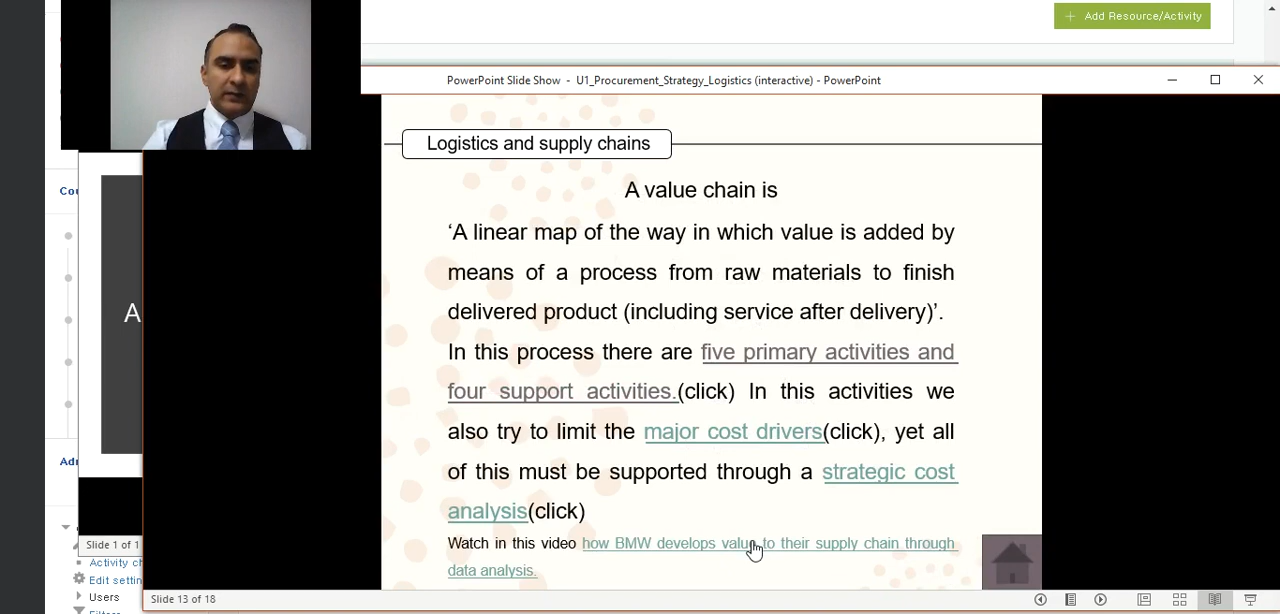 Add Resource/Activity
PowerPoint Slide Show - U1_Procurement_Strategy_Logistics (interactive) - PowerPoint
Logistics and supply chains
A value chain is
‘A linear map of the way in which value is added by
means of a process from raw materials to finish
delivered product (including service after delivery)’.
In this process there are five primary activities and
four support activities.(click) In this activities we
also try to limit the major cost drivers(click), yet all
of this must be supported through a strategic cost
analysis(click)
Watch in this video how BMW develops value to their supply chain through
data analysis.
Slide 13 of 18
A
Slide 1 of 1
Activity
Edit
Users